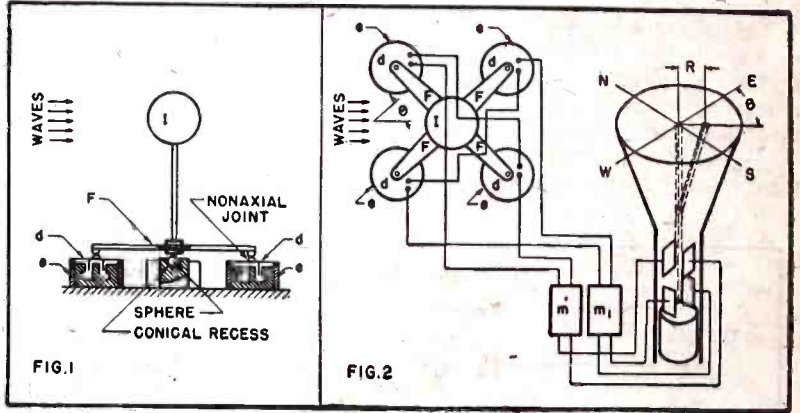 WAVES
I
F
NONAXIAL
JOINT
d
d
e
e
SPHERE
CONICAL RECESS
FIG.1
e
e
d
d
WAVES
θ
F
F
I
F
F
d
d
e
e
m'
m₁
N
R
E
θ
W
S
FIG.2